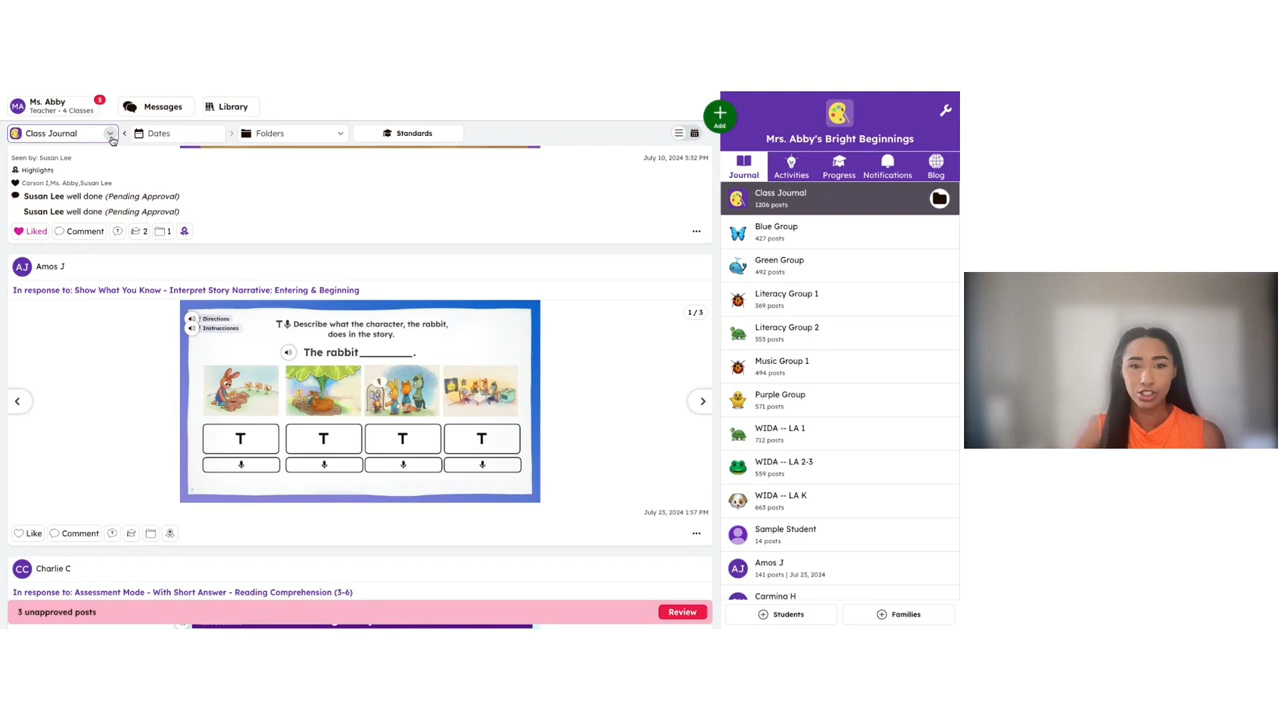 MA
Ms. Abby
Teacher - 4 Classes
Messages
Library
Class Journal
Dates
Folders
Standards
Seen by: Susan Lee
July 10, 2024 5:32 PM
Highlights
Carson I,Ms. Abby,Susan Lee
Susan Lee well done (Pending Approval)
Susan Lee well done (Pending Approval)
Liked
Comment
2
1
AJ
Amos J
In response to: Show What You Know - Interpret Story Narrative: Entering & Beginning
1 / 3
Directions
Instrucciones
T Describe what the character, the rabbit,
does in the story.
The rabbit________.
T
T
T
T
July 23, 2024 1:57 PM
Like
Comment
CC
Charlie C
In response to: Assessment Mode - With Short Answer - Reading Comprehension (3-6)
3 unapproved posts
Review
Add
Mrs. Abby's Bright Beginnings
Journal
Activities
Progress
Notifications
Blog
Class Journal
1206 posts
Blue Group
427 posts
Green Group
492 posts
Literacy Group 1
369 posts
Literacy Group 2
353 posts
Music Group 1
494 posts
Purple Group
571 posts
WIDA -- LA 1
712 posts
WIDA -- LA 2-3
559 posts
WIDA -- LA K
663 posts
Sample Student
14 posts
AJ
Amos J
141 posts | Jul 23, 2024
Carmina H
Students
Families